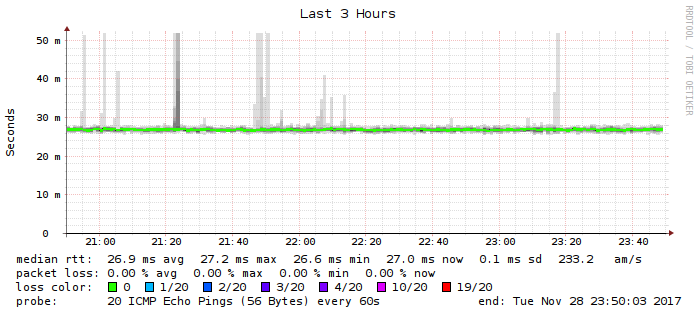 Last 3 Hours
RRDTOOL / TOBI OETIKER
Seconds
50 m
40 m
30 m
20 m
10 m
0
21:00 21:20 21:40 22:00 22:20 22:40 23:00 23:20 23:40
median rtt: 26.9 ms avg 27.2 ms max 26.6 ms min 27.0 ms now 0.1 ms sd 233.2 am/s
packet loss: 0.00 % avg 0.00 % max 0.00 % min 0.00 % now
loss color: 0 1/20 2/20 3/20 4/20 10/20 19/20
probe: 20 ICMP Echo Pings (56 Bytes) every 60s end: Tue Nov 28 23:50:03 2017